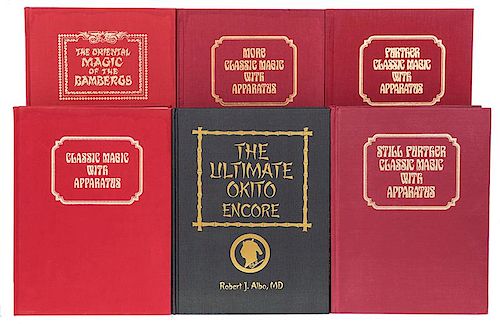 THE ORIENTAL
MAGIC
OF THE
BAMBERGS
MORE
CLASSIC MAGIC
WITH
APPARATUS
FURTHER
CLASSIC MAGIC
WITH
APPARATUS
CLASSIC MAGIC
WITH
APPARATUS
THE
ULTIMATE
OKITO
ENCORE
Robert J. Albo, MD
STILL FURTHER
CLASSIC MAGIC
WITH
APPARATUS